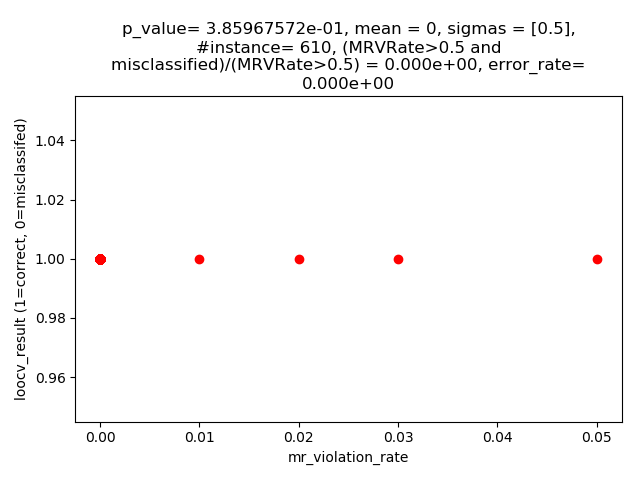 p_value= 3.85967572e-01, mean = 0, sigmas = [0.5],
#instance= 610, (MRVRate>0.5 and
misclassified)/(MRVRate>0.5) = 0.000e+00, error_rate=
0.000e+00
loocv_result (1=correct, 0=misclassifed)
1.04
1.02
1.00
0.98
0.96
0.00
0.01
0.02
0.03
0.04
0.05
mr_violation_rate